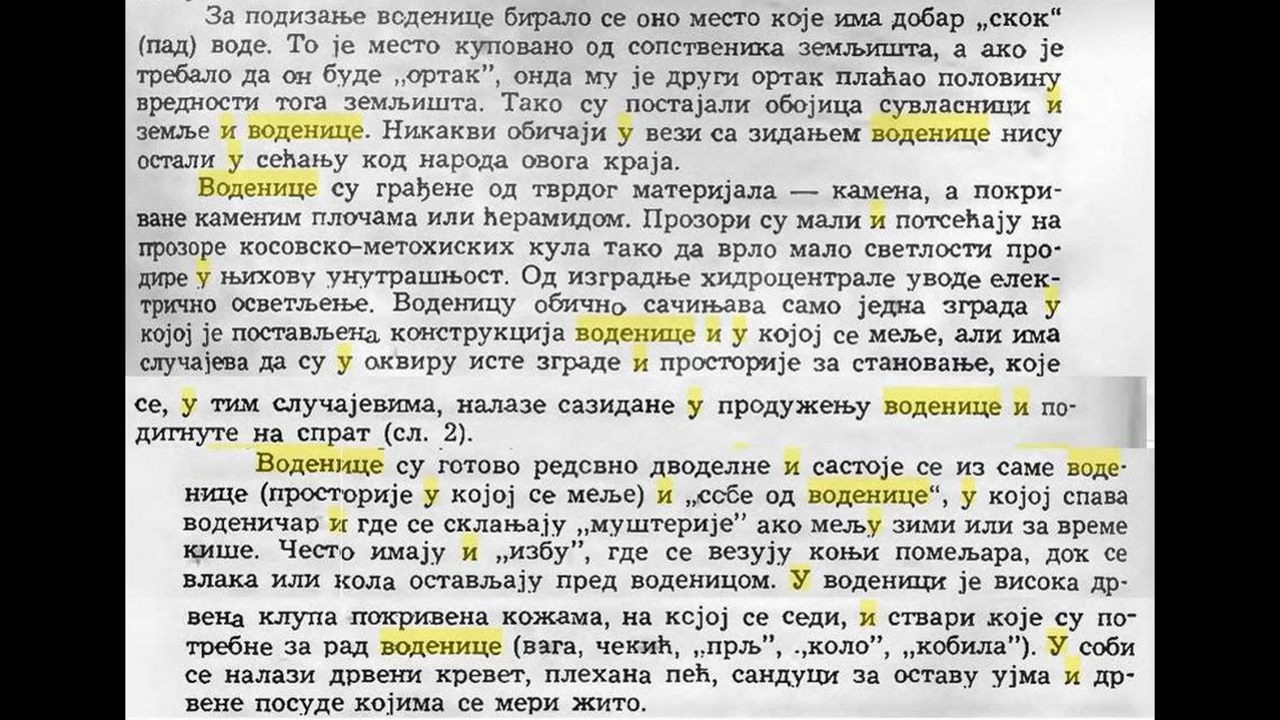 За подизање воденице бирало се оно место које има добар „скок“
(пад) воде. То је место куповано од сопственика земљишта, а ако је
требало да он буде „ортак”, онда му је други ортак плаћао половину
вредности тога земљишта. Тако су постајали обојица сувласници и
земље и воденице. Никакви обичаји у вези са зидањем воденице нису
остали у сећању код народа овога краја.
Воденице су грађене од тврдог материјала — камена, а покри-
ване каменим плочама или ћерамидом. Прозори су мали и потсећају на
прозоре косовско-метохиских кула тако да врло мало светлости про-
дире у њихову унутрашњост. Од изградње хидроцентрале уводе елек-
трично осветљење. Воденицу обично сачињава само једна зграда у
којој је постављена конструкција воденице и у којој се меље, али има
случајева да су у оквиру исте зграде и просторије за становање, које
се, у тим случајевима, налазе сазидане у продужењу воденице и по-
дигнуте на спрат (сл. 2).
Воденице су готово редсвно дводелне и састоје се из саме воде-
нице (просторије у којој се меље) и „ссбе од воденице“, у којој спава
воденичар и где се склањају „муштерије” ако мељу зими или за време
кише. Често имају и „избу”, где се везују коњи помељара, док се
влака или кола остављају пред воденицом. У воденици је висока др-
вена клупа покривена кожама, на ксјој се седи, и ствари које су по-
требне за рад воденице (вага, чекић, „прљ”, „коло”, „кобила”). У соби
се налази дрвени кревет, плехана пећ, сандуци за оставу ујма и др-
вене посуде којима се мери жито.